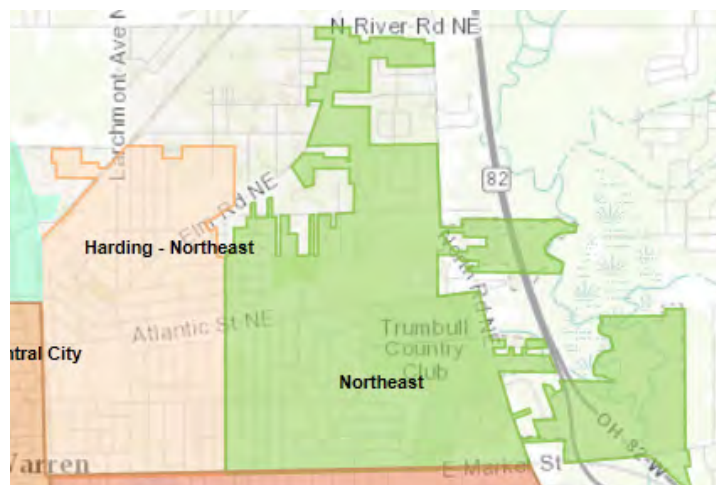 N River Rd NE
Larchmont Ave N
82
Elm Rd NE
Harding - Northeast
North Rd NE
Atlantic St NE
Trumbull
Country
Club
ntral City
Northeast
OH-82-W
Warren
E Market St